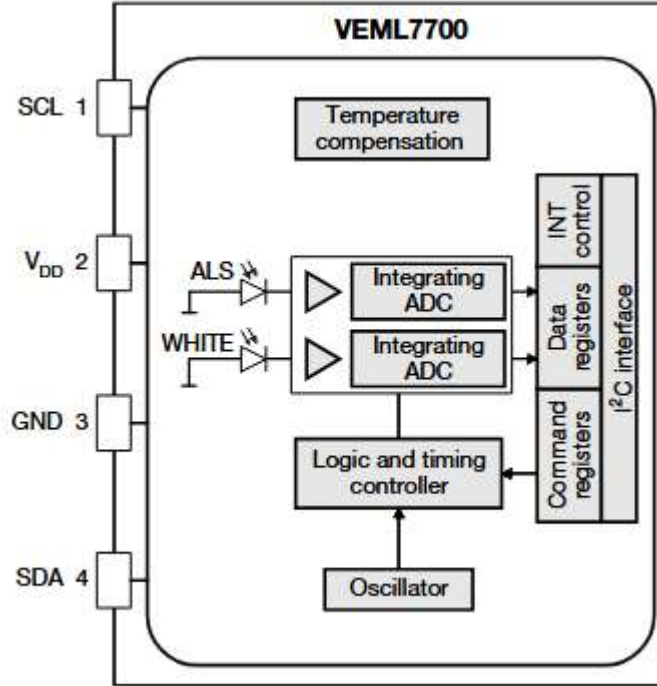 VEML7700
SCL 1
Temperature
compensation
V_DD 2
ALS
Integrating
ADC
WHITE
Integrating
ADC
INT
control
Data
registers
Command
registers
I²C interface
GND 3
Logic and timing
controller
SDA 4
Oscillator